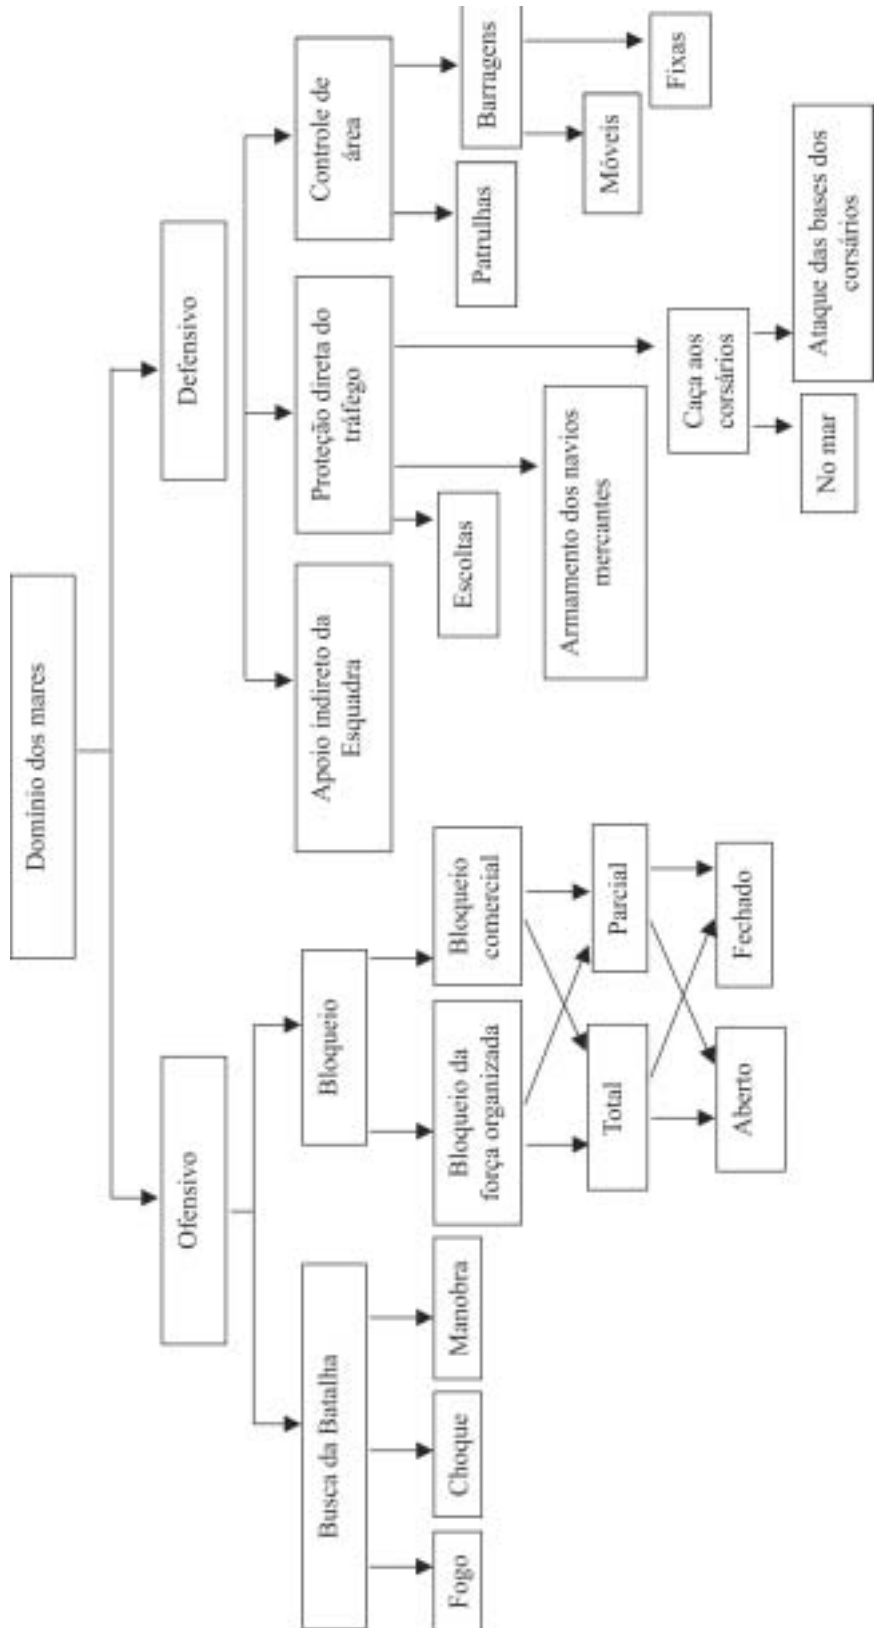 Domínio dos mares
Ofensivo
Defensivo
Busca da Batalha
Bloqueio
Apoio indireto da
Esquadra
Proteção direta do
tráfego
Controle de
área
Fogo
Choque
Manobra
Bloqueio da
força organizada
Bloqueio
comercial
Escoltas
Patrulhas
Barragens
Armamento dos navios
mercantes
Total
Parcial
Caça aos
corsários
Móveis
Fixas
Aberto
Fechado
No mar
Ataque das bases dos
corsários